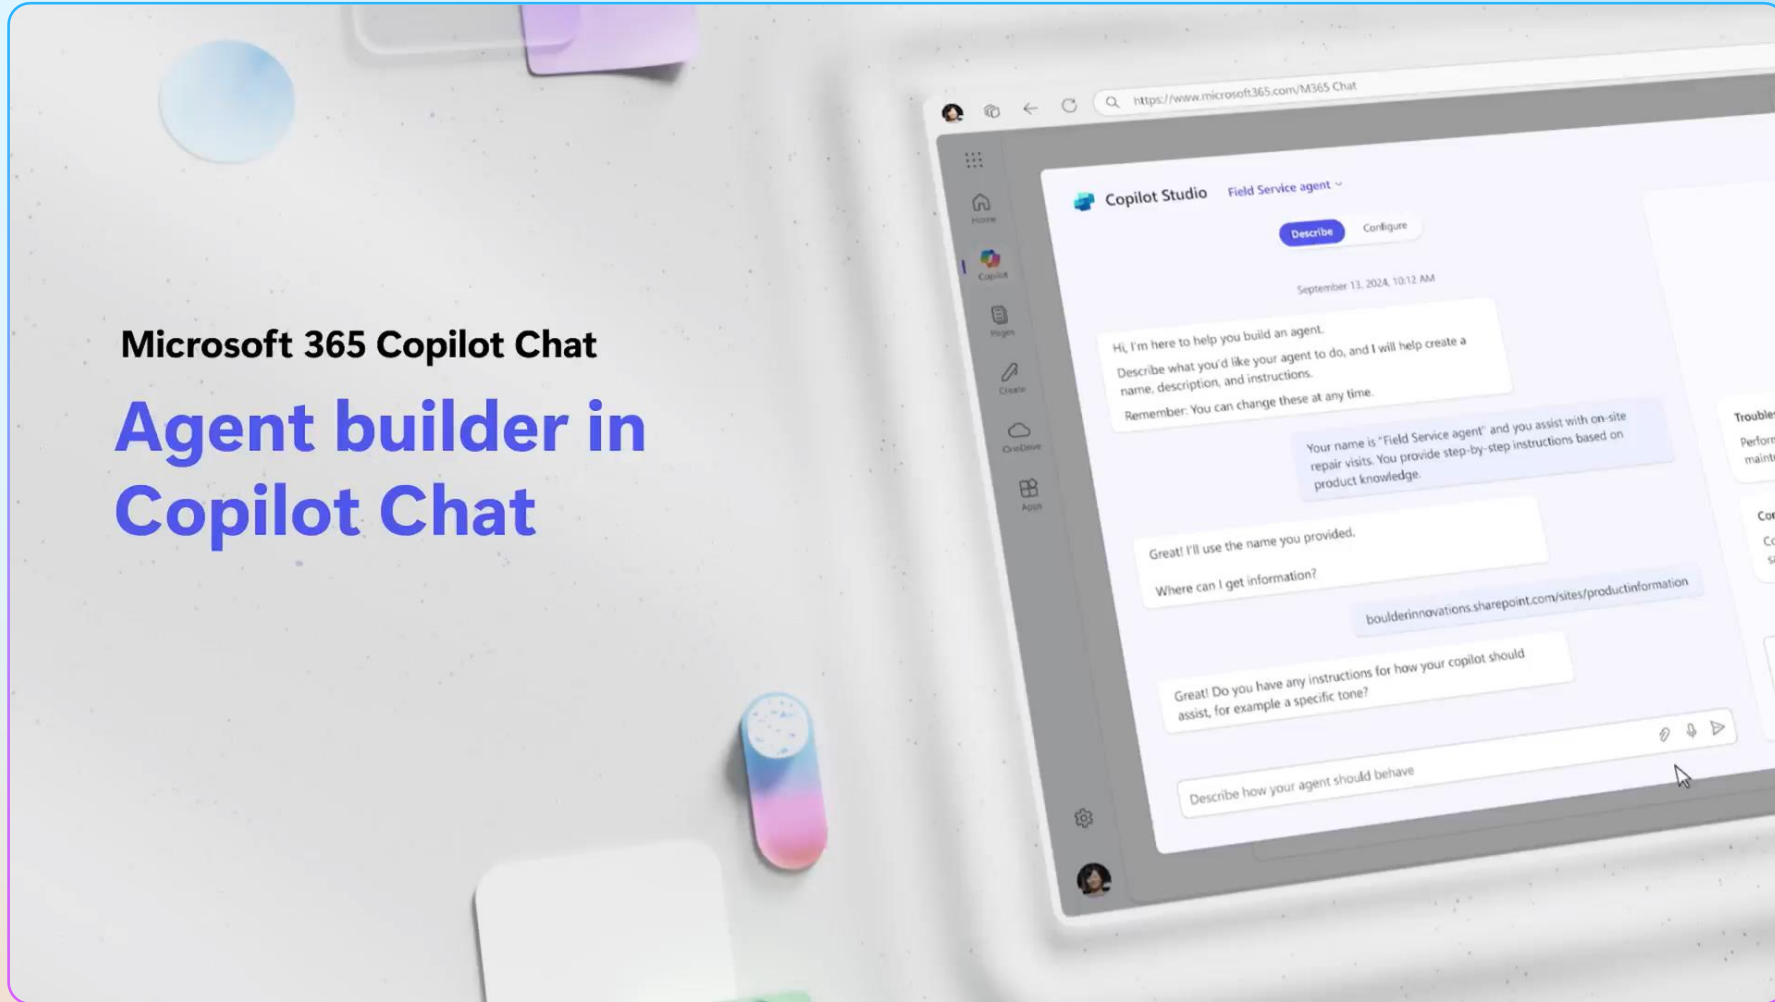 Microsoft 365 Copilot Chat
Agent builder in
Copilot Chat
https://www.microsoft365.com/M365 Chat
Home
Copilot
Pages
Create
OneDrive
Apps
Copilot Studio
Field Service agent
Describe
Configure
September 13, 2024, 10:12 AM
Hi, I'm here to help you build an agent.
Describe what you'd like your agent to do, and I will help create a
name, description, and instructions.
Remember: You can change these at any time.
Your name is "Field Service agent" and you assist with on-site
repair visits. You provide step-by-step instructions based on
product knowledge.
Great! I'll use the name you provided.
Where can I get information?
boulderinnovations.sharepoint.com/sites/productinformation
Great! Do you have any instructions for how your copilot should
assist, for example a specific tone?
Describe how your agent should behave